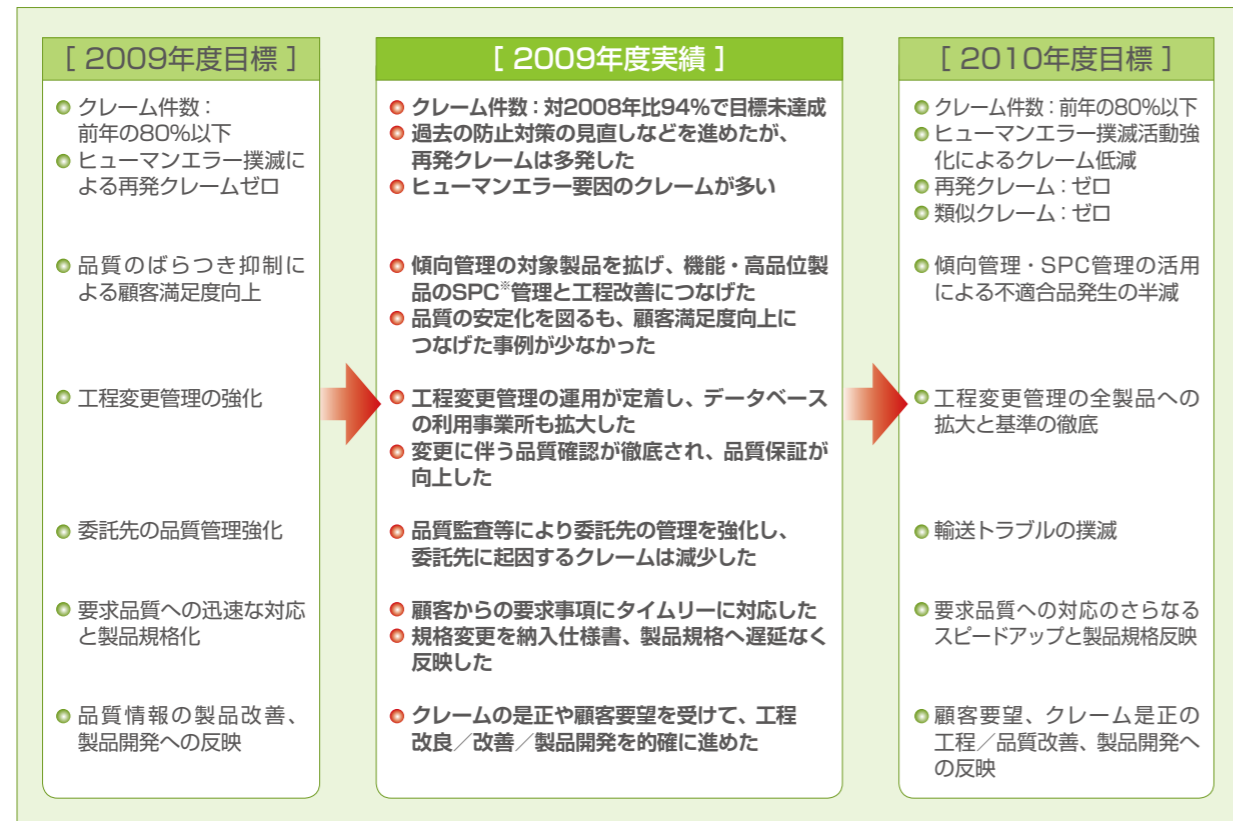 [ 2009年度目標 ]
クレーム件数：
前年の80%以下
ヒューマンエラー撲滅に
よる再発クレームゼロ
品質のばらつき抑制に
よる顧客満足度向上
工程変更管理の強化
委託先の品質管理強化
要求品質への迅速な対応
と製品規格化
品質情報の製品改善、
製品開発への反映
[ 2009年度実績 ]
クレーム件数：対2008年比94%で目標未達成
過去の防止対策の見直しなどを進めたが、
再発クレームは多発した
ヒューマンエラー要因のクレームが多い
傾向管理の対象製品を拡げ、機能・高品位製
品のSPC※管理と工程改善につなげた
品質の安定化を図るも、顧客満足度向上に
つなげた事例が少なかった
工程変更管理の運用が定着し、データベース
の利用事業所も拡大した
変更に伴う品質確認が徹底され、品質保証が
向上した
品質監査等により委託先の管理を強化し、
委託先に起因するクレームは減少した
顧客からの要求事項にタイムリーに対応した
規格変更を納入仕様書、製品規格へ遅延なく
反映した
クレームの是正や顧客要望を受けて、工程
改良／改善／製品開発を的確に進めた
[ 2010年度目標 ]
クレーム件数：前年の80%以下
ヒューマンエラー撲滅活動強
化によるクレーム低減
再発クレーム：ゼロ
類似クレーム：ゼロ
傾向管理・SPC管理の活用
による不適合品発生の半減
工程変更管理の全製品への
拡大と基準の徹底
輸送トラブルの撲滅
要求品質への対応のさらなる
スピードアップと製品規格反映
顧客要望、クレーム是正の
工程／品質改善、製品開発へ
の反映